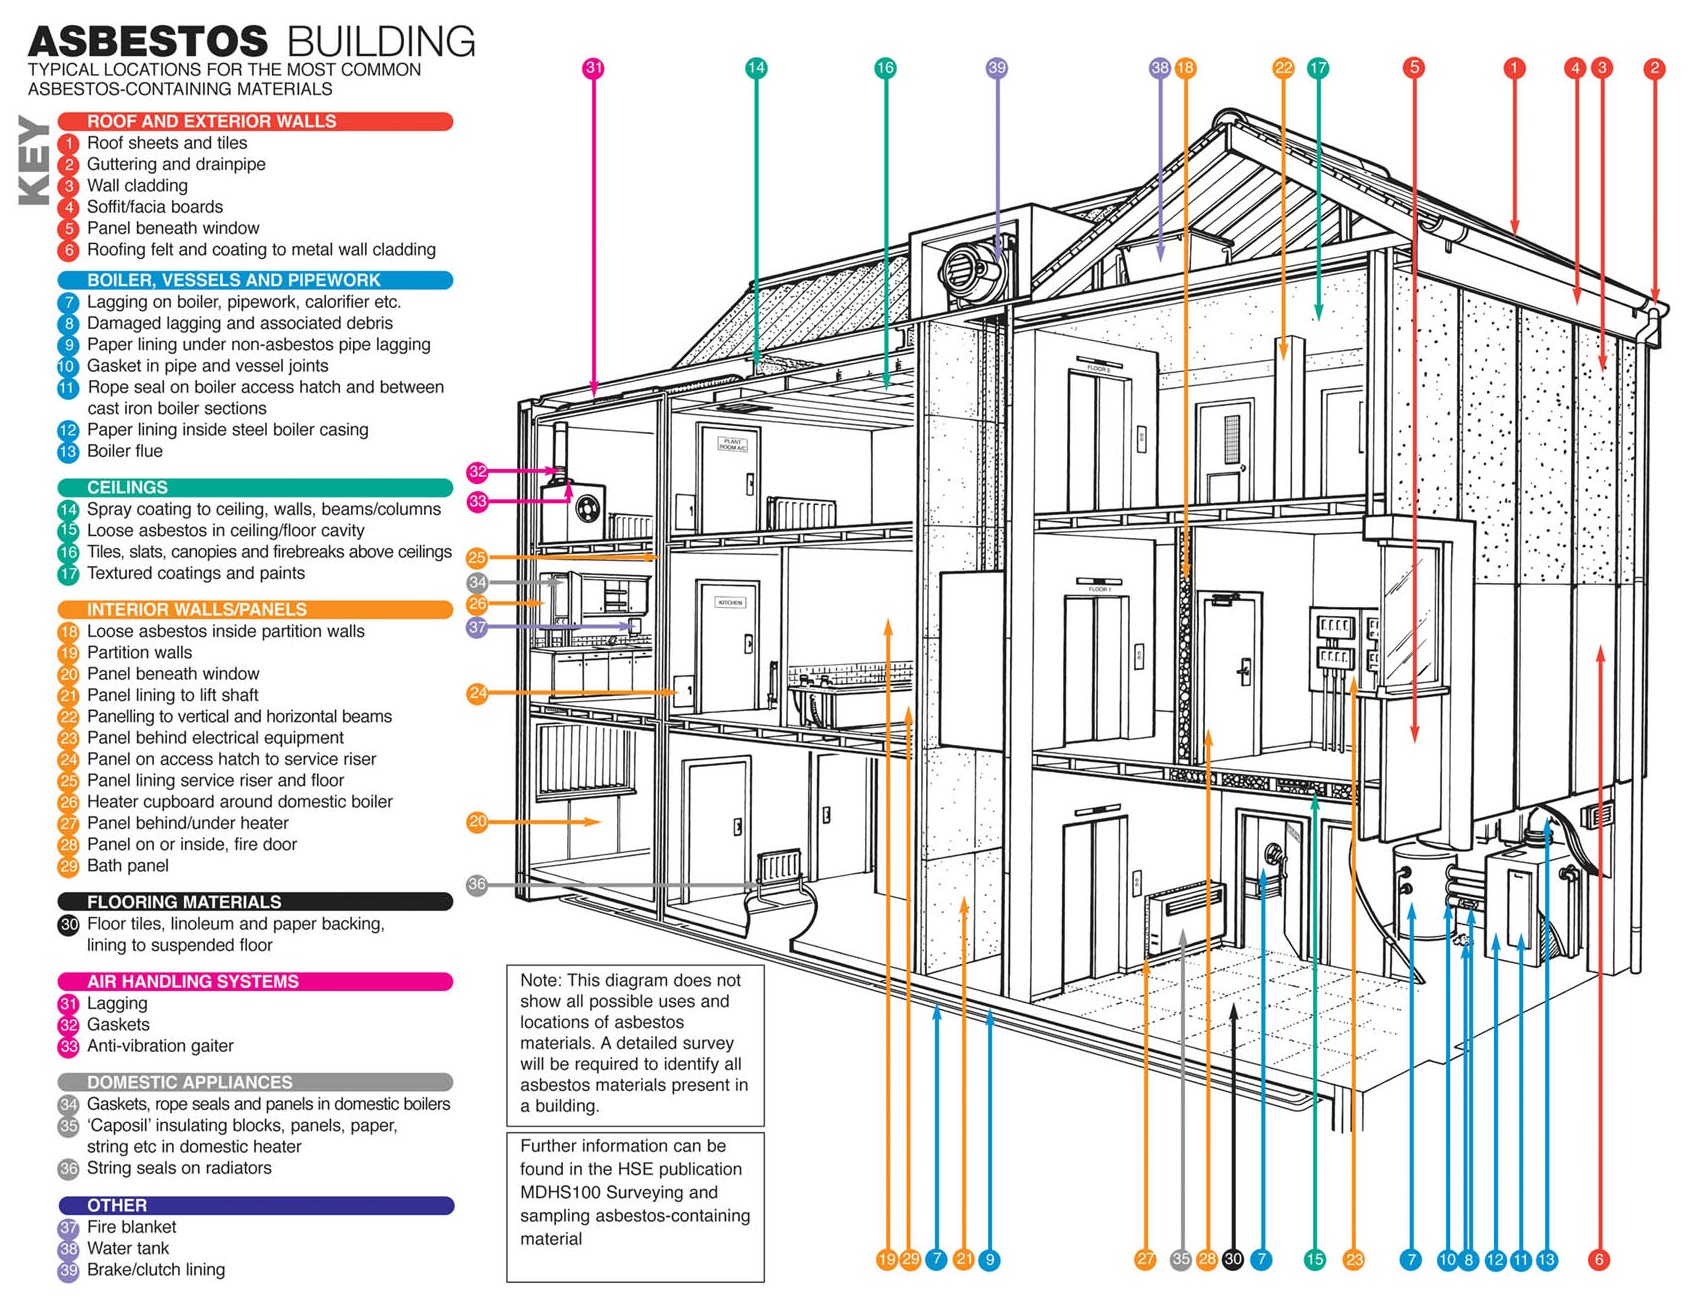 ASBESTOS BUILDING
TYPICAL LOCATIONS FOR THE MOST COMMON
ASBESTOS-CONTAINING MATERIALS
KEY
ROOF AND EXTERIOR WALLS
1 Roof sheets and tiles
2 Guttering and drainpipe
3 Wall cladding
4 Soffit/facia boards
5 Panel beneath window
6 Roofing felt and coating to metal wall cladding
BOILER, VESSELS AND PIPEWORK
7 Lagging on boiler, pipework, calorifier etc.
8 Damaged lagging and associated debris
9 Paper lining under non-asbestos pipe lagging
10 Gasket in pipe and vessel joints
11 Rope seal on boiler access hatch and between
cast iron boiler sections
12 Paper lining inside steel boiler casing
13 Boiler flue
CEILINGS
14 Spray coating to ceiling, walls, beams/columns
15 Loose asbestos in ceiling/floor cavity
16 Tiles, slats, canopies and firebreaks above ceilings
17 Textured coatings and paints
INTERIOR WALLS/PANELS
18 Loose asbestos inside partition walls
19 Partition walls
20 Panel beneath window
21 Panel lining to lift shaft
22 Panelling to vertical and horizontal beams
23 Panel behind electrical equipment
24 Panel on access hatch to service riser
25 Panel lining service riser and floor
26 Heater cupboard around domestic boiler
27 Panel behind/under heater
28 Panel on or inside, fire door
29 Bath panel
FLOORING MATERIALS
30 Floor tiles, linoleum and paper backing,
lining to suspended floor
AIR HANDLING SYSTEMS
31 Lagging
32 Gaskets
33 Anti-vibration gaiter
DOMESTIC APPLIANCES
34 Gaskets, rope seals and panels in domestic boilers
35 ‘Caposil’ insulating blocks, panels, paper,
string etc in domestic heater
36 String seals on radiators
OTHER
37 Fire blanket
38 Water tank
39 Brake/clutch lining
31 14 16 39 38 18 22 17 5 1 4 3 2
FLOOR 2
PLANT
ROOM A/C
32
33
25
34
26
37
KITCHEN
FLOOR 1
24
20
36
Note: This diagram does not
show all possible uses and
locations of asbestos
materials. A detailed survey
will be required to identify all
asbestos materials present in
a building.
Further information can be
found in the HSE publication
MDHS100 Surveying and
sampling asbestos-containing
material
19 29 7 21 9 27 35 28 30 7 15 23 7 10 8 12 11 13 6